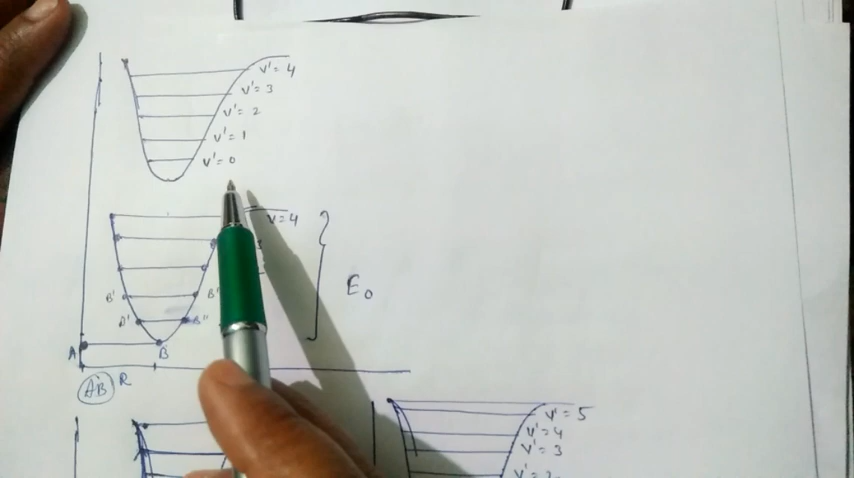 v'= 4
v'= 3
v'= 2
v'= 1
v'= 0
v=4
E₀
B' B'
B' B"
A B
AB R
v'= 5
v'= 4
v'= 3